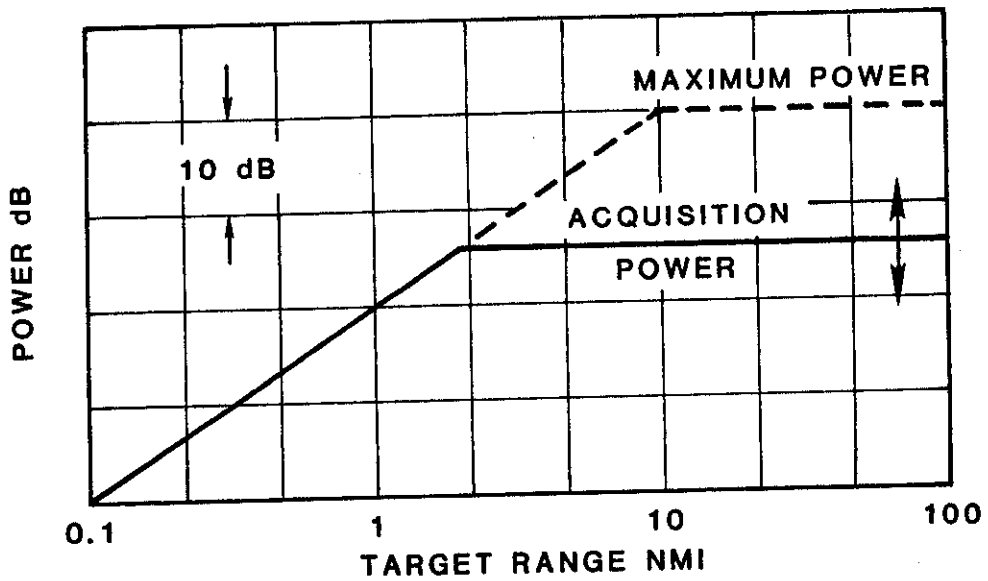 MAXIMUM POWER
10 dB
ACQUISITION
POWER
POWER dB
0.1
1
10
100
TARGET RANGE NMI